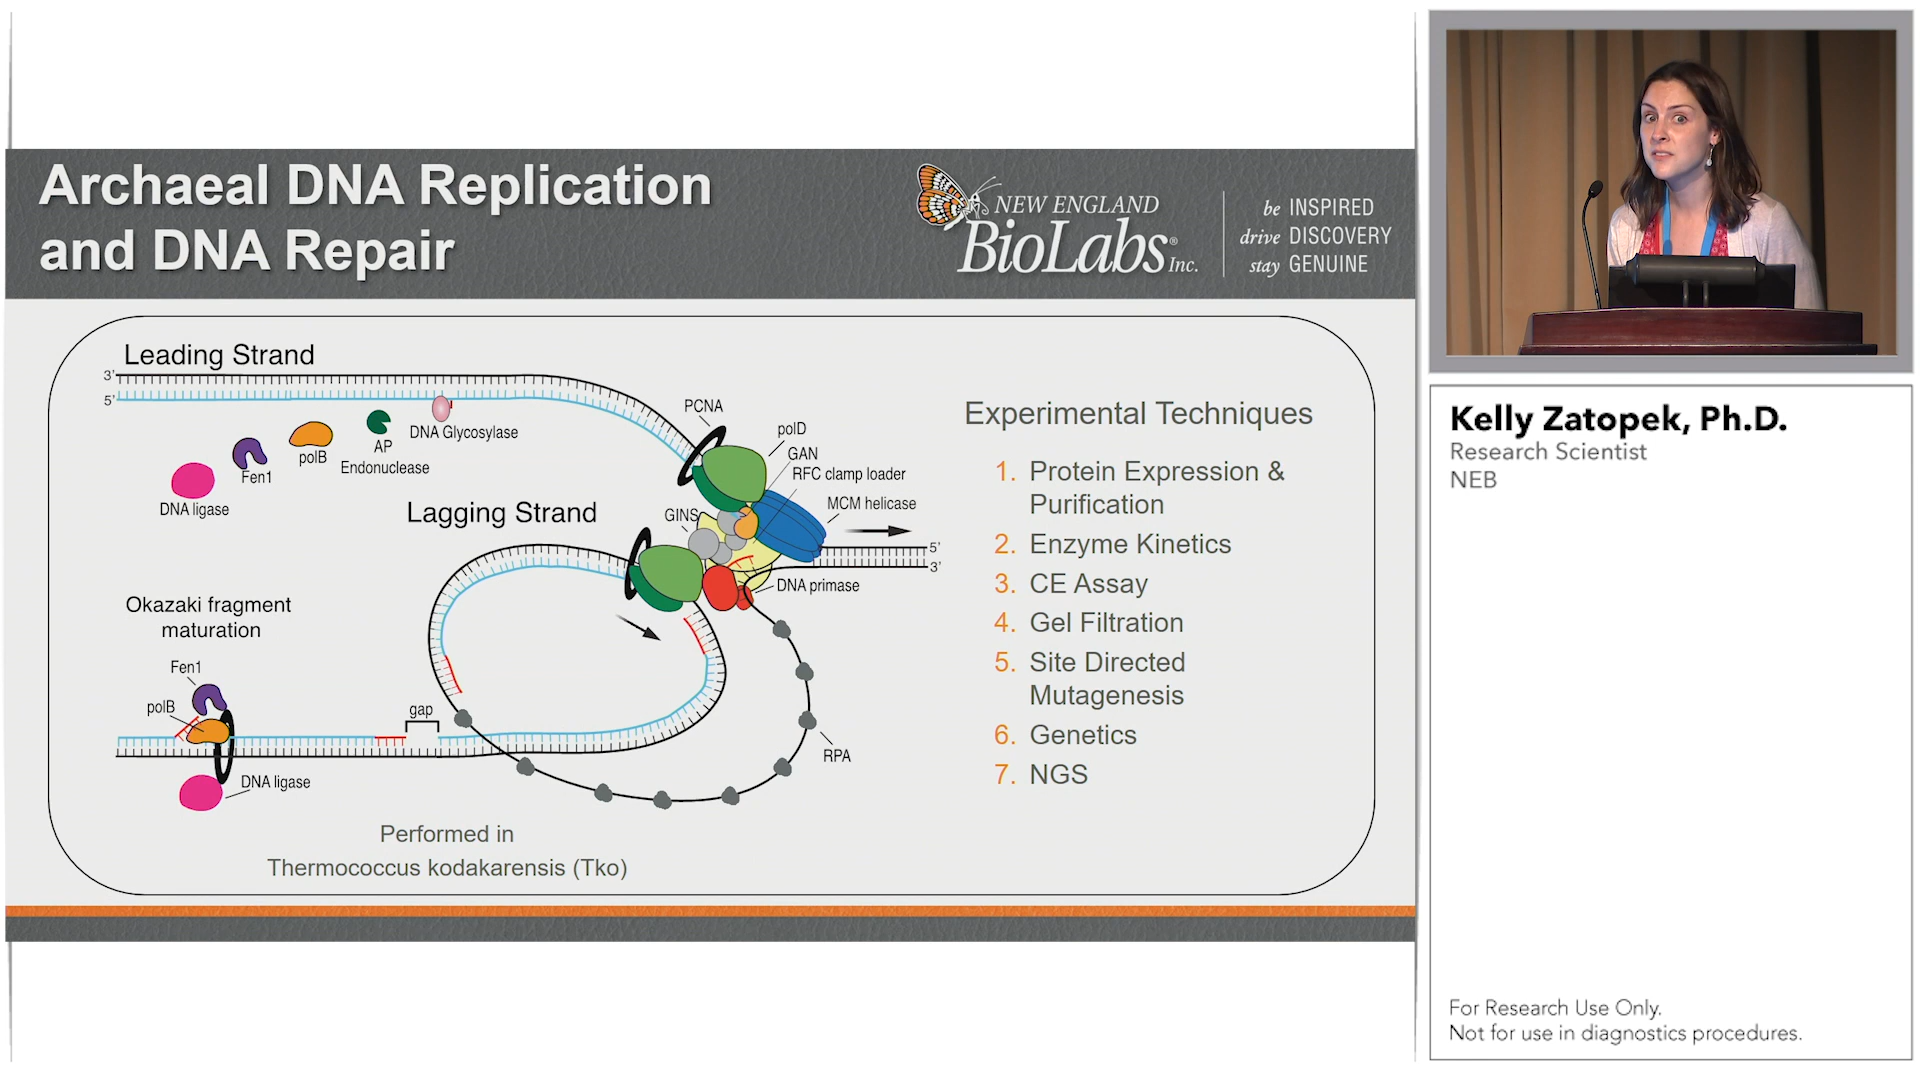 Archaeal DNA Replication
and DNA Repair
NEW ENGLAND
BioLabs® Inc.
be INSPIRED
drive DISCOVERY
stay GENUINE
Leading Strand
3'
5'
PCNA
polD
GAN
RFC clamp loader
MCM helicase
DNA Glycosylase
AP
Endonuclease
polB
Fen1
DNA ligase
Lagging Strand
GINS
5'
3'
DNA primase
Okazaki fragment
maturation
Fen1
polB
gap
RPA
DNA ligase
Performed in
Thermococcus kodakarensis (Tko)
Experimental Techniques
1. Protein Expression &
Purification
2. Enzyme Kinetics
3. CE Assay
4. Gel Filtration
5. Site Directed
Mutagenesis
6. Genetics
7. NGS
Kelly Zatopek, Ph.D.
Research Scientist
NEB
For Research Use Only.
Not for use in diagnostics procedures.